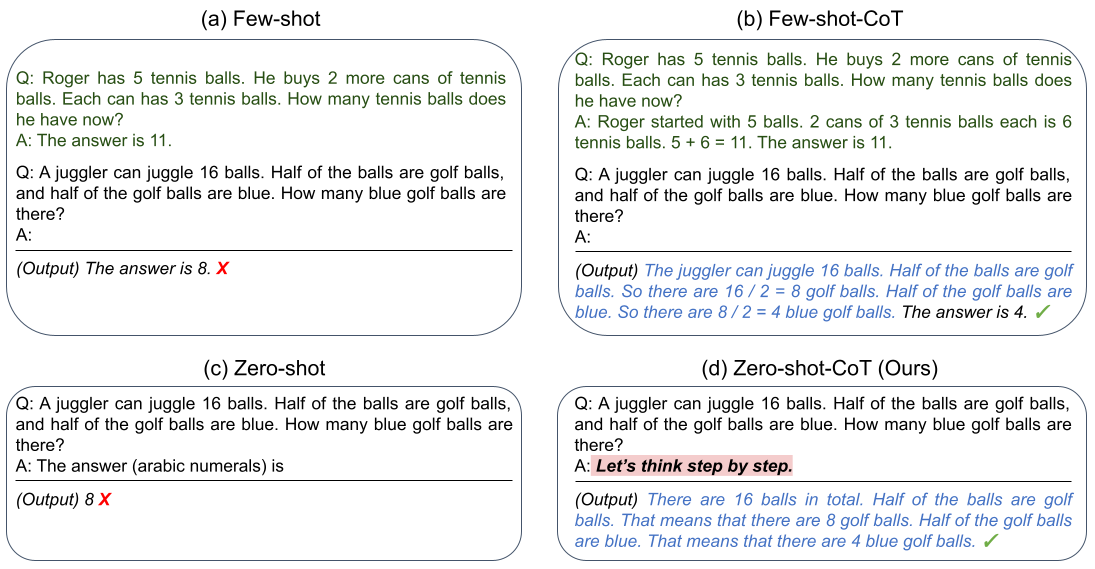 (a) Few-shot
Q: Roger has 5 tennis balls. He buys 2 more cans of tennis
balls. Each can has 3 tennis balls. How many tennis balls does
he have now?
A: The answer is 11.
Q: A juggler can juggle 16 balls. Half of the balls are golf balls,
and half of the golf balls are blue. How many blue golf balls are
there?
A:
(Output) The answer is 8. X
(b) Few-shot-CoT
Q: Roger has 5 tennis balls. He buys 2 more cans of tennis
balls. Each can has 3 tennis balls. How many tennis balls does
he have now?
A: Roger started with 5 balls. 2 cans of 3 tennis balls each is 6
tennis balls. 5 + 6 = 11. The answer is 11.
Q: A juggler can juggle 16 balls. Half of the balls are golf balls,
and half of the golf balls are blue. How many blue golf balls are
there?
A:
(Output) The juggler can juggle 16 balls. Half of the balls are golf
balls. So there are 16 / 2 = 8 golf balls. Half of the golf balls are
blue. So there are 8 / 2 = 4 blue golf balls. The answer is 4. ✓
(c) Zero-shot
Q: A juggler can juggle 16 balls. Half of the balls are golf balls,
and half of the golf balls are blue. How many blue golf balls are
there?
A: The answer (arabic numerals) is
(Output) 8 X
(d) Zero-shot-CoT (Ours)
Q: A juggler can juggle 16 balls. Half of the balls are golf balls,
and half of the golf balls are blue. How many blue golf balls are
there?
A: Let's think step by step.
(Output) There are 16 balls in total. Half of the balls are golf
balls. That means that there are 8 golf balls. Half of the golf balls
are blue. That means that there are 4 blue golf balls. ✓